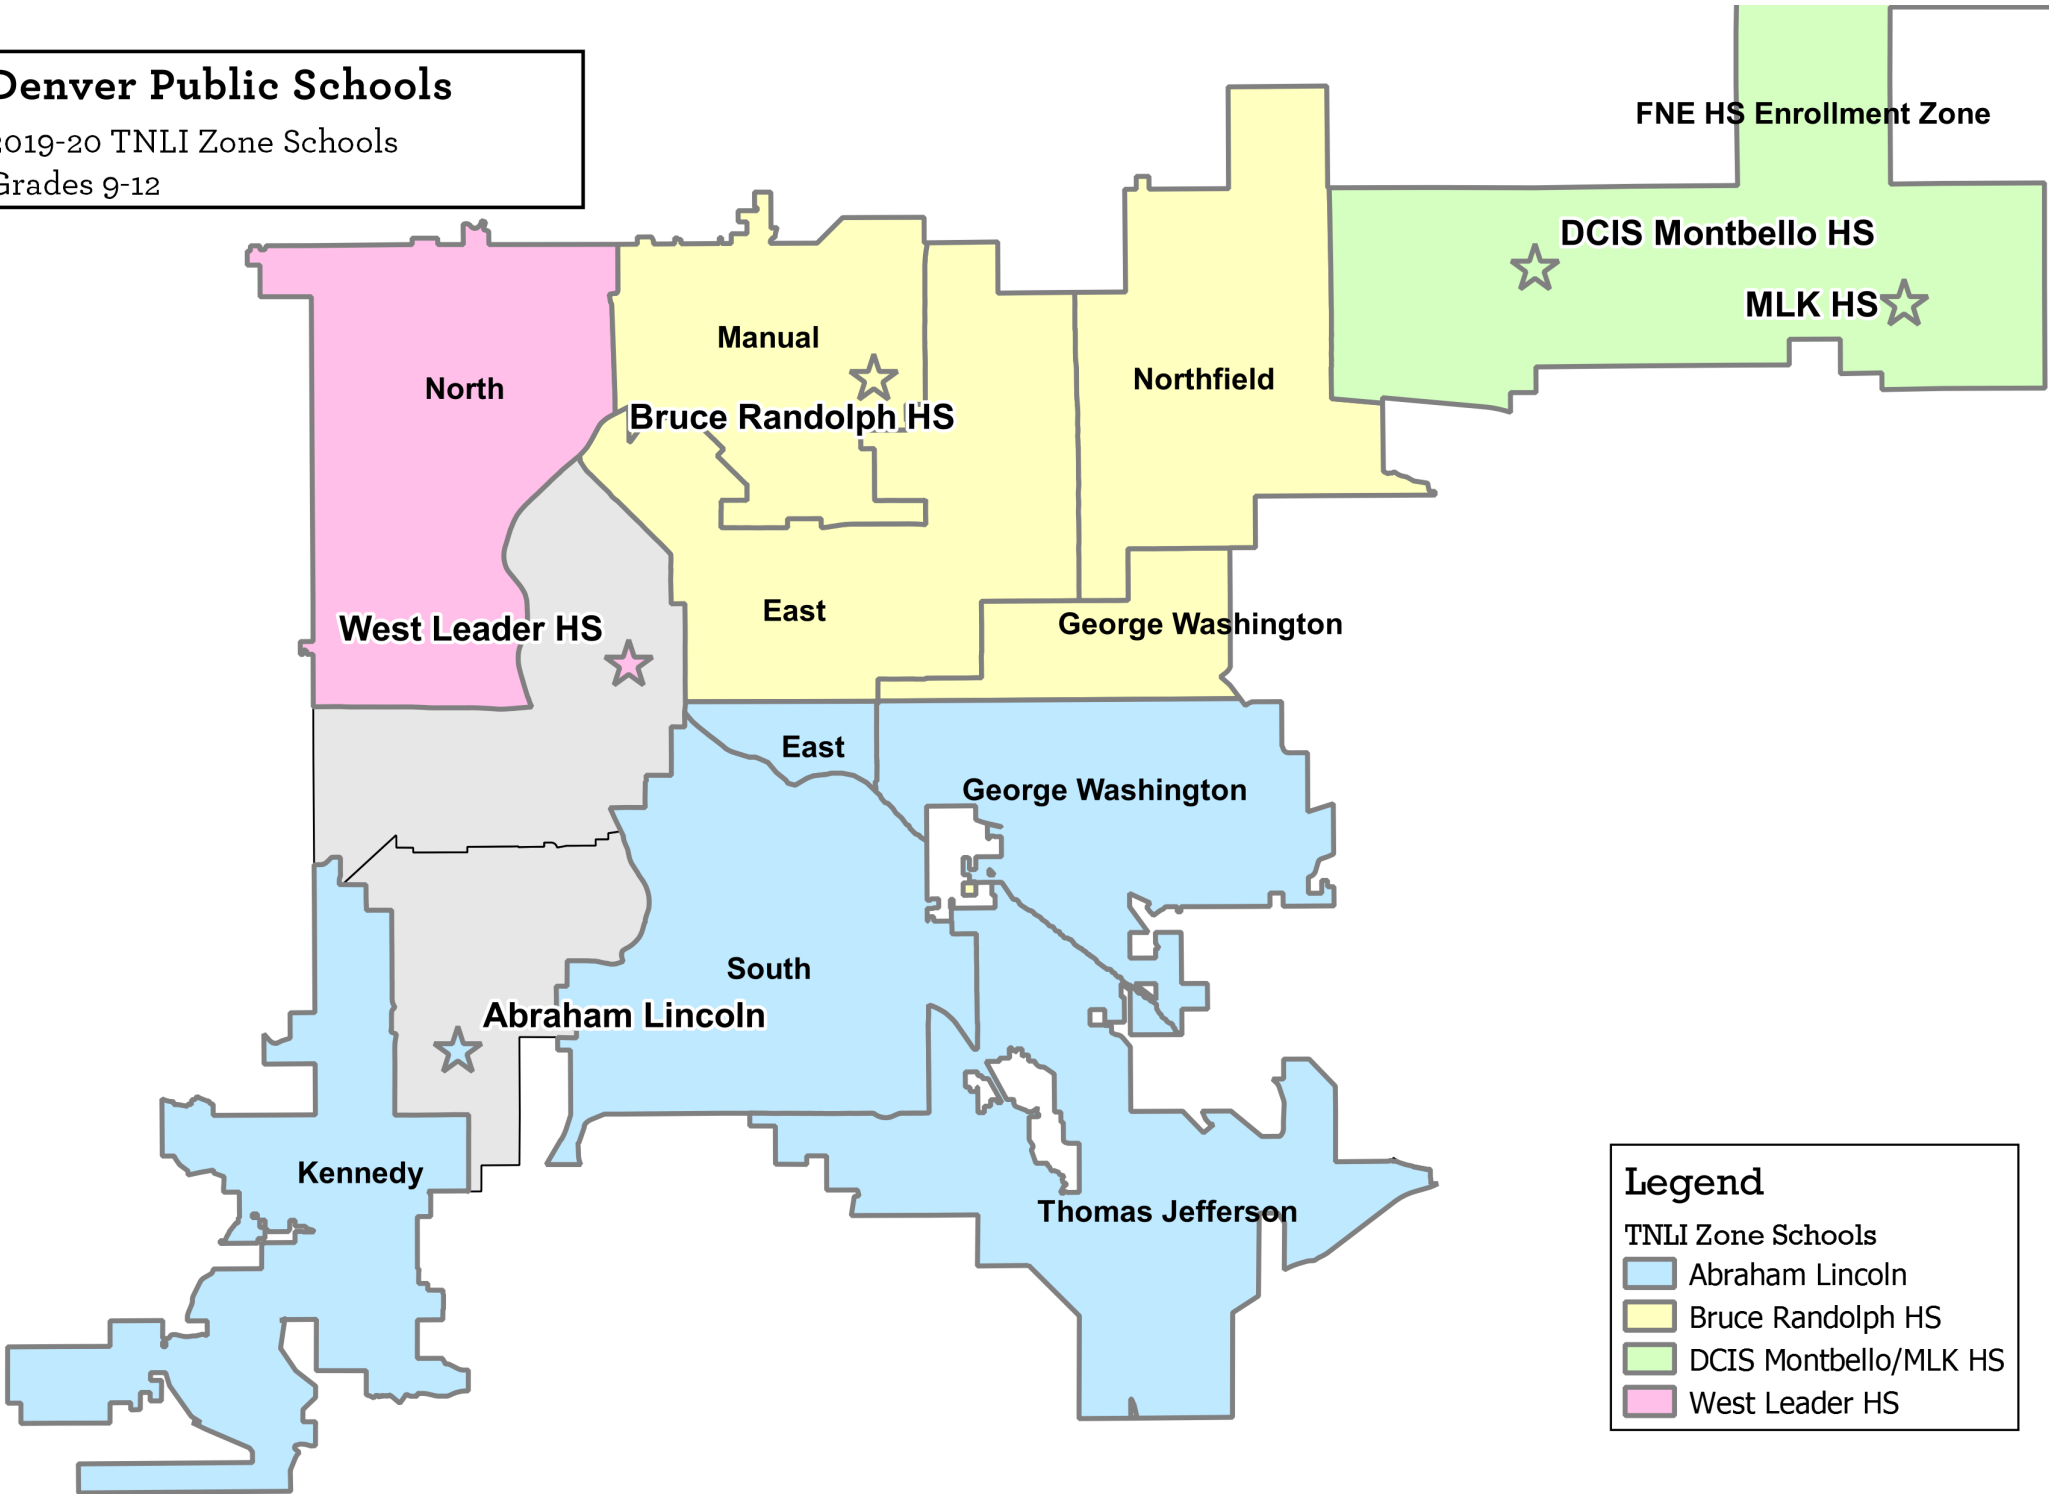 Denver Public Schools
2019-20 TNLI Zone Schools
Grades 9-12
FNE HS Enrollment Zone
DCIS Montbello HS
MLK HS
Manual
Northfield
North
Bruce Randolph HS
West Leader HS
East
George Washington
East
George Washington
South
Abraham Lincoln
Kennedy
Thomas Jefferson
Legend
TNLI Zone Schools
Abraham Lincoln
Bruce Randolph HS
DCIS Montbello/MLK HS
West Leader HS